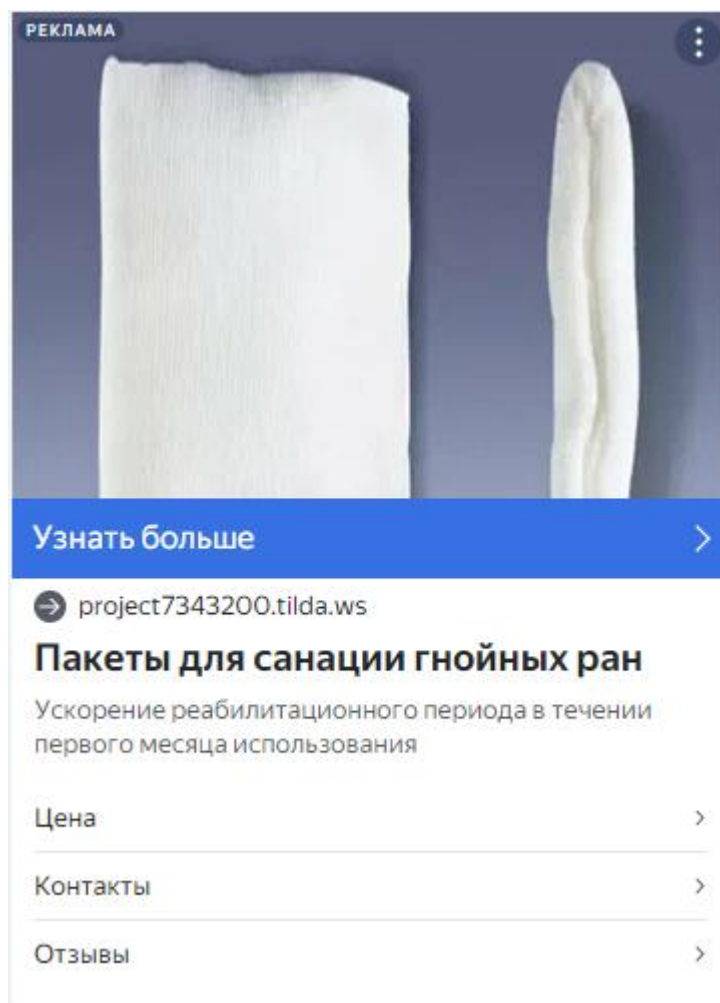 РЕКЛАМА
Узнать больше
project7343200.tilda.ws
Пакеты для санации гнойных ран
Ускорение реабилитационного периода в течении
первого месяца использования
Цена
Контакты
Отзывы